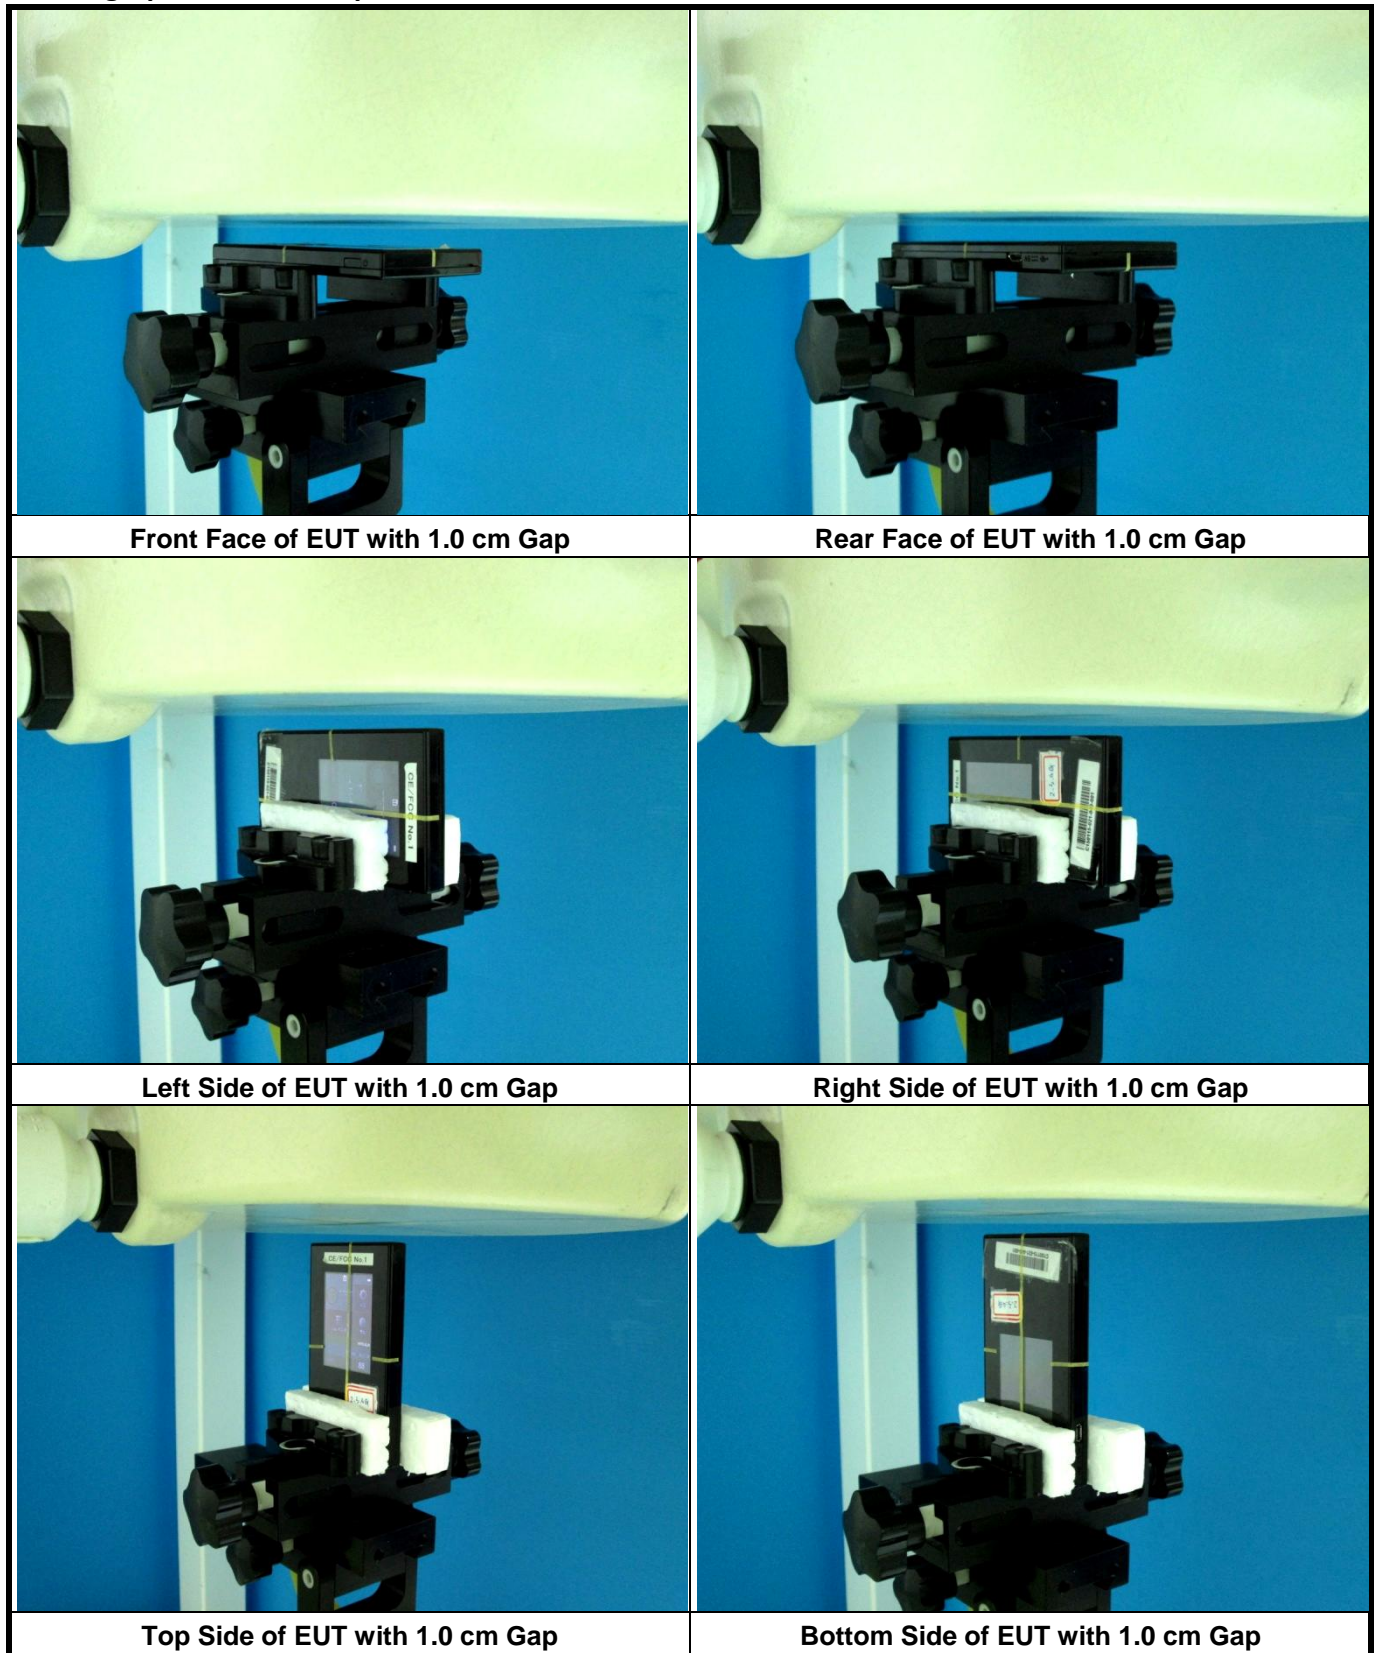 Front Face of EUT with 1.0 cm Gap
Rear Face of EUT with 1.0 cm Gap
CE/FCC No.1
No.1
Left Side of EUT with 1.0 cm Gap
Right Side of EUT with 1.0 cm Gap
CE/FCC No.1
Top Side of EUT with 1.0 cm Gap
Bottom Side of EUT with 1.0 cm Gap